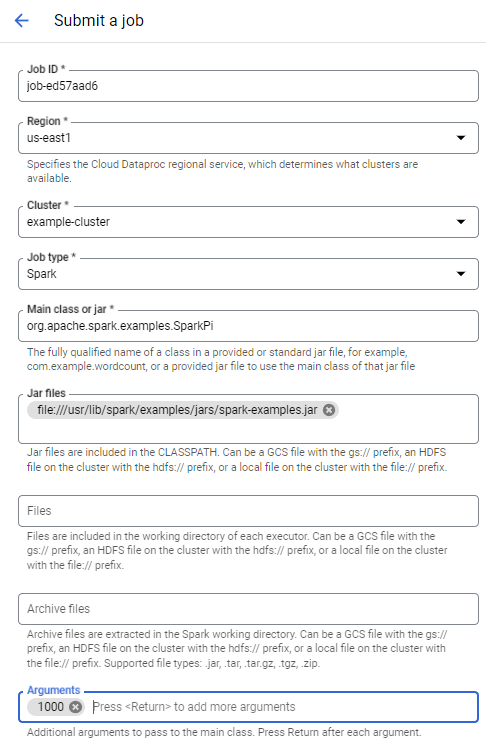 Submit a job
Job ID *
job-ed57aad6
Region *
us-east1
Specifies the Cloud Dataproc regional service, which determines what clusters are
available.
Cluster *
example-cluster
Job type *
Spark
Main class or jar *
org.apache.spark.examples.SparkPi
The fully qualified name of a class in a provided or standard jar file, for example,
com.example.wordcount, or a provided jar file to use the main class of that jar file
Jar files
file:///usr/lib/spark/examples/jars/spark-examples.jar
Jar files are included in the CLASSPATH. Can be a GCS file with the gs:// prefix, an HDFS
file on the cluster with the hdfs:// prefix, or a local file on the cluster with the file:// prefix.
Files
Files are included in the working directory of each executor. Can be a GCS file with the
gs:// prefix, an HDFS file on the cluster with the hdfs:// prefix, or a local file on the cluster
with the file:// prefix.
Archive files
Archive files are extracted in the Spark working directory. Can be a GCS file with the gs://
prefix, an HDFS file on the cluster with the hdfs:// prefix, or a local file on the cluster with
the file:// prefix. Supported file types: .jar, .tar, .tar.gz, .tgz, .zip.
Arguments
1000 Press <Return> to add more arguments
Additional arguments to pass to the main class. Press Return after each argument.